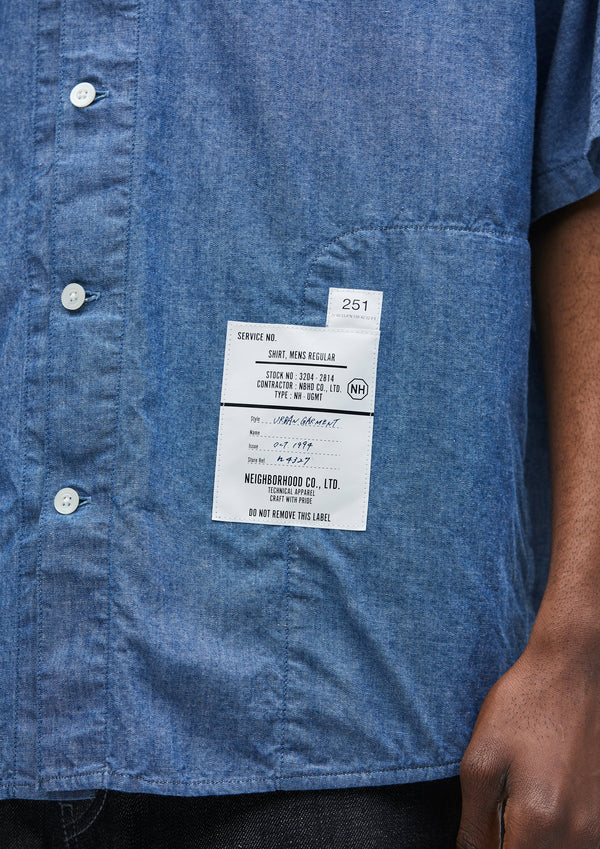 251
SERVICE NO.
SHIRT, MENS REGULAR
STOCK NO : 3204 - 2814
CONTRACTOR : NBHD CO., LTD.
TYPE : NH - UGMT
NH
Style URBAN GARMENT
Name
Issue OCT 1994
Store Ref. n 4327
NEIGHBORHOOD CO., LTD.
TECHNICAL APPAREL
CRAFT WITH PRIDE
DO NOT REMOVE THIS LABEL